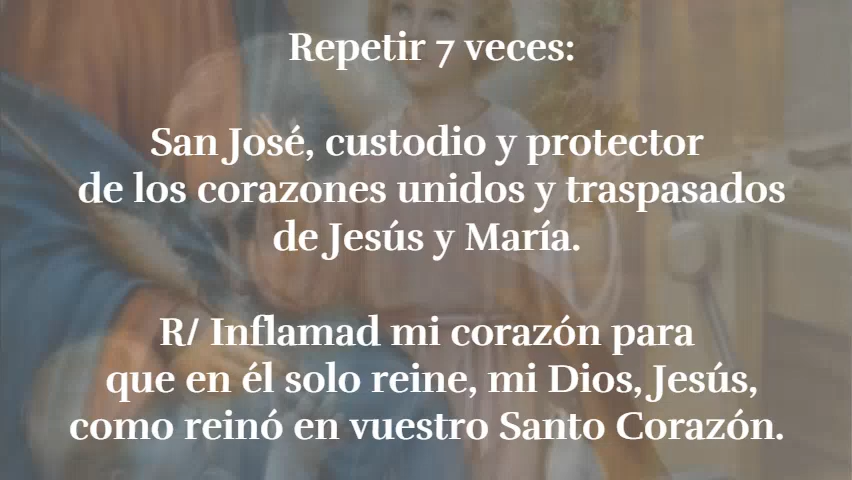 Repetir 7 veces:
San José, custodio y protector
de los corazones unidos y traspasados
de Jesús y María.
R/ Inflamad mi corazón para
que en él solo reine, mi Dios, Jesús,
como reinó en vuestro Santo Corazón.